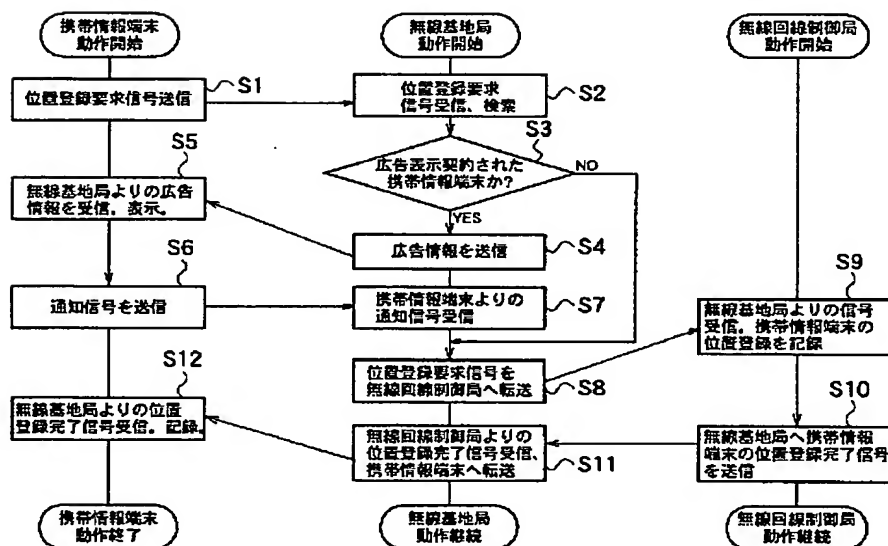 携帯情報端末
動作開始
無線基地局
動作開始
無線回線制御局
動作開始
S1
位置登録要求信号送信
位置登録要求
信号受信、検索
S2
S3
広告表示契約された
携帯情報端末か?
NO
YES
S5
無線基地局よりの広告
情報を受信。表示。
広告情報を送信
S4
S6
通知信号を送信
携帯情報端末よりの
通知信号受信
S7
S9
無線基地局よりの信号
受信。携帯情報端末の
位置登録を記録
位置登録要求信号を
無線回線制御局へ転送
S8
S12
無線基地局よりの位置
登録完了信号受信。記録。
S10
無線基地局へ携帯情報
端末の位置登録完了信号
を送信
無線回線制御局よりの
位置登録完了信号受信、
携帯情報端末へ転送
S11
携帯情報端末
動作終了
無線基地局
動作継続
無線回線制御局
動作継続